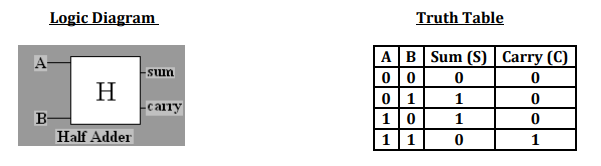 Logic Diagram
A
sum
H
carry
B
Half Adder
Truth Table
A B Sum (S) Carry (C)
0 0 0 0
0 1 1 0
1 0 1 0
1 1 0 1